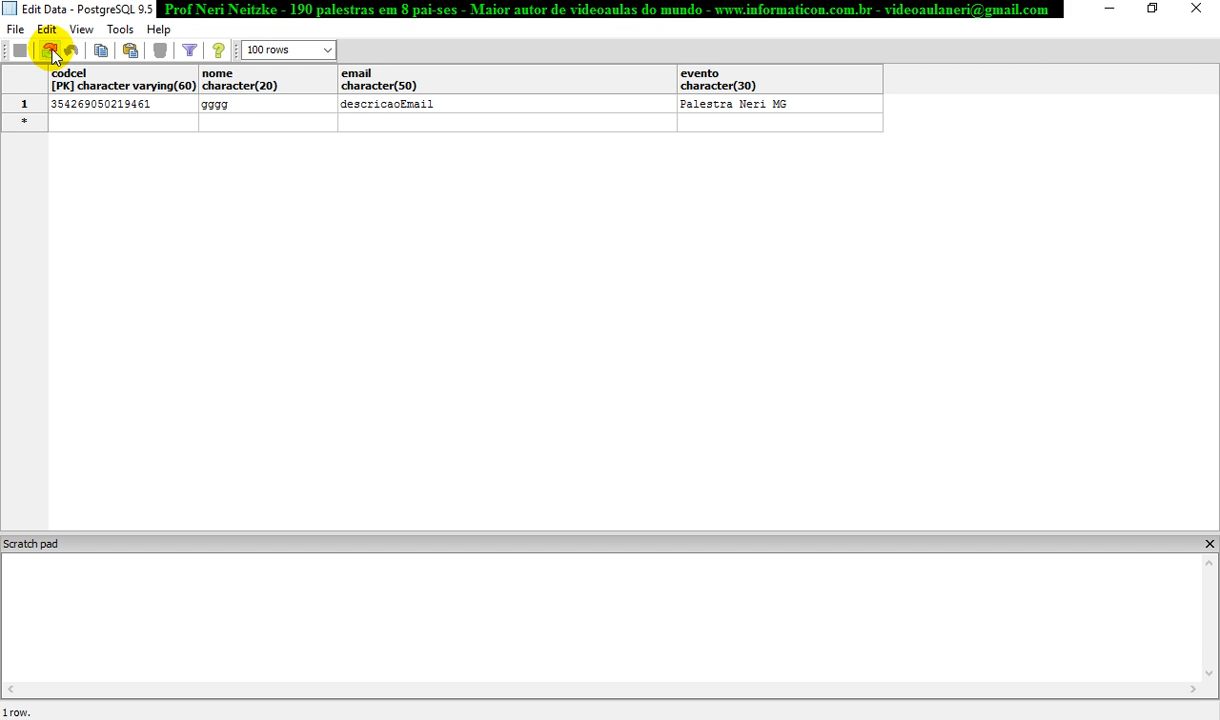 Edit Data - PostgreSQL 9.5
Prof Neri Neitzke - 190 palestras em 8 pai-ses - Maior autor de videoaulas do mundo - www.informaticon.com.br - videoaulaneri@gmail.com
File Edit View Tools Help
100 rows
codcel nome email evento
[PK] character varying(60) character(20) character(50) character(30)
1 354269050219461 gggg descricaoEmail Palestra Neri MG
*
Scratch pad
1 row.